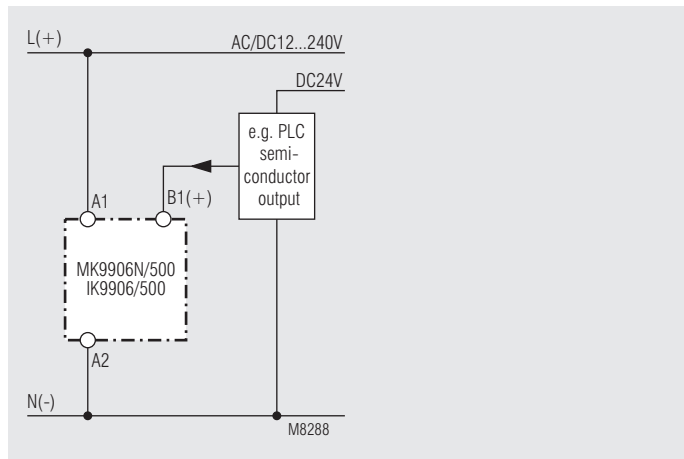 L(+)
AC/DC12...240V
DC24V
e.g. PLC
semi-
conductor
output
A1
B1(+)
MK9906N/500
IK9906/500
A2
N(-)
M8288